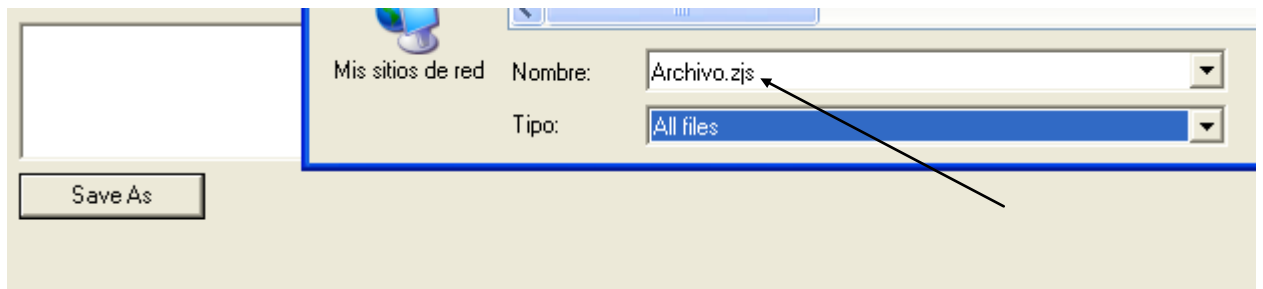 Mis sitios de red
Nombre:
Archivo.zjs
Tipo:
All files
Save As